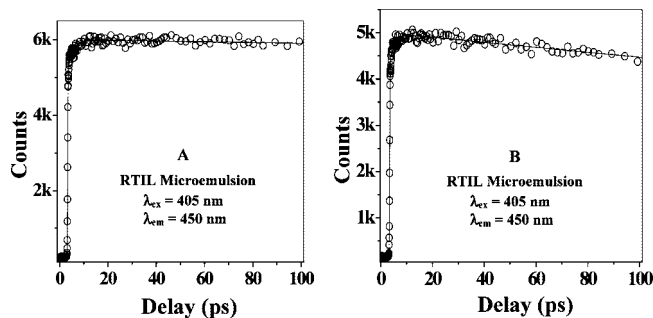 6k
4k
2k
Counts
A
RTIL Microemulsion
λex = 405 nm
λem = 450 nm
0 20 40 60 80 100
Delay (ps)
5k
4k
3k
2k
1k
Counts
B
RTIL Microemulsion
λex = 405 nm
λem = 450 nm
0 20 40 60 80 100
Delay (ps)